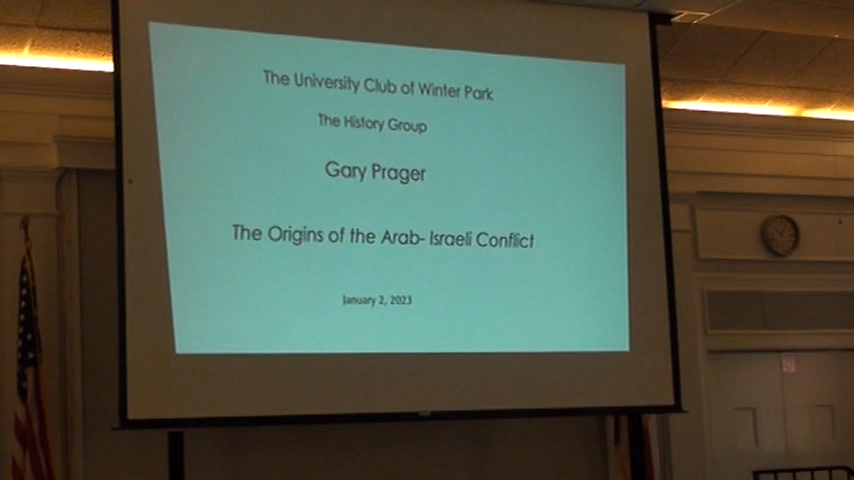 The University Club of Winter Park
The History Group
Gary Prager
The Origins of the Arab- Israeli Conflict
January 2, 2023